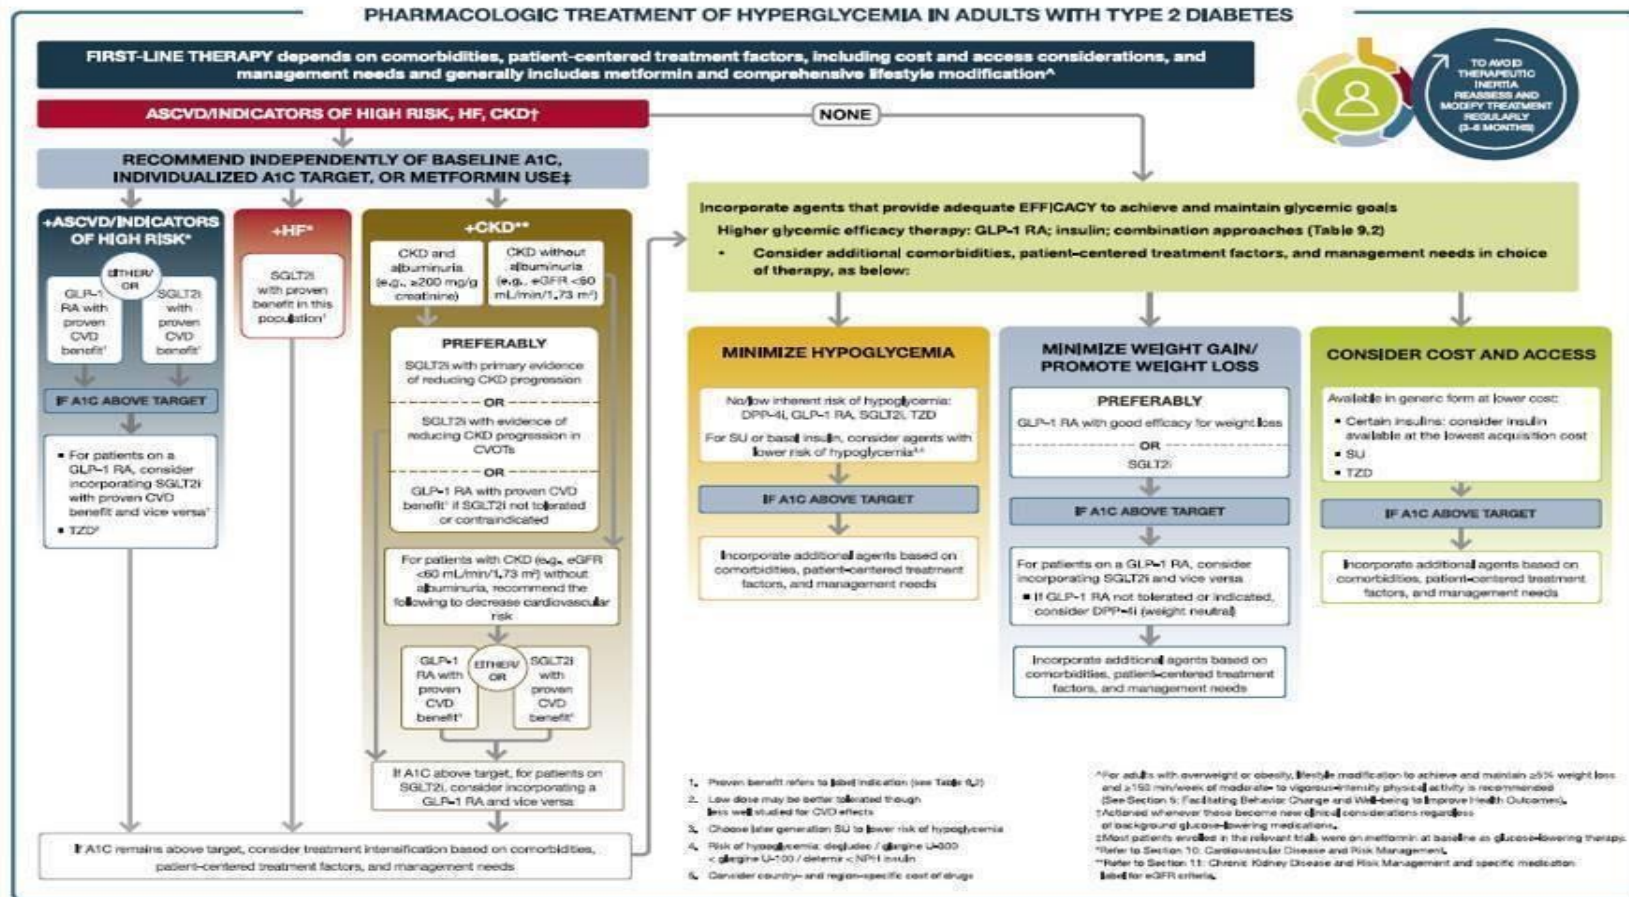 PHARMACOLOGIC TREATMENT OF HYPERGLYCEMIA IN ADULTS WITH TYPE 2 DIABETES
FIRST-LINE THERAPY depends on comorbidities, patient-centered treatment factors, including cost and access considerations, and
management needs and generally includes metformin and comprehensive lifestyle modification^
TO AVOID
THERAPEUTIC
INERTIA
REASSESS AND
MODIFY TREATMENT
REGULARLY
(3–6 MONTHS)
ASCVD/INDICATORS OF HIGH RISK, HF, CKD†
NONE
RECOMMEND INDEPENDENTLY OF BASELINE A1C,
INDIVIDUALIZED A1C TARGET, OR METFORMIN USE‡
+ASCVD/INDICATORS
OF HIGH RISK*
EITHER/
OR
GLP-1
RA with
proven
CVD
benefit¹
SGLT2i
with
proven
CVD
benefit¹
IF A1C ABOVE TARGET
▪ For patients on a
GLP-1 RA, consider
incorporating SGLT2i
with proven CVD
benefit and vice versa¹
▪ TZD²
+HF*
SGLT2i
with proven
benefit in this
population¹
+CKD**
CKD and
albuminuria
(e.g., ≥200 mg/g
creatinine)
CKD without
albuminuria
(e.g., eGFR <60
mL/min/1.73 m²)
PREFERABLY
SGLT2i with primary evidence
of reducing CKD progression
OR
SGLT2i with evidence of
reducing CKD progression in
CVOTs
OR
GLP-1 RA with proven CVD
benefit¹ if SGLT2i not tolerated
or contraindicated
For patients with CKD (e.g., eGFR
<60 mL/min/1.73 m²) without
albuminuria, recommend the
following to decrease cardiovascular
risk
GLP-1
RA with
proven
CVD
benefit¹
EITHER/
OR
SGLT2i
with
proven
CVD
benefit¹
If A1C above target, for patients on
SGLT2i, consider incorporating
a GLP-1 RA and vice versa
If A1C remains above target, consider treatment intensification based on comorbidities,
patient-centered treatment factors, and management needs
Incorporate agents that provide adequate EFFICACY to achieve and maintain glycemic goals
Higher glycemic efficacy therapy: GLP-1 RA; insulin; combination approaches (Table 9.2)
• Consider additional comorbidities, patient-centered treatment factors, and management needs in choice
of therapy, as below:
MINIMIZE HYPOGLYCEMIA
No/low inherent risk of hypoglycemia:
DPP-4i, GLP-1 RA, SGLT2i, TZD
For SU or basal insulin, consider agents with
lower risk of hypoglycemia³,⁴
IF A1C ABOVE TARGET
Incorporate additional agents based on
comorbidities, patient-centered treatment
factors, and management needs
MINIMIZE WEIGHT GAIN/
PROMOTE WEIGHT LOSS
PREFERABLY
GLP-1 RA with good efficacy for weight loss
OR
SGLT2i
IF A1C ABOVE TARGET
For patients on a GLP-1 RA, consider
incorporating SGLT2i and vice versa
▪ If GLP-1 RA not tolerated or indicated,
consider DPP-4i (weight neutral)
Incorporate additional agents based on
comorbidities, patient-centered treatment
factors, and management needs
CONSIDER COST AND ACCESS
Available in generic form at lower cost:
▪ Certain insulins: consider insulin
available at the lowest acquisition cost
▪ SU
▪ TZD
IF A1C ABOVE TARGET
Incorporate additional agents based on
comorbidities, patient-centered treatment
factors, and management needs
1. Proven benefit refers to label indication (see Table 9.2)
2. Low dose may be better tolerated though
less well studied for CVD effects
3. Choose later generation SU to lower risk of hypoglycemia
4. Risk of hypoglycemia: degludec / glargine U-300
< glargine U-100 / detemir < NPH insulin
5. Consider country- and region-specific cost of drugs
^For adults with overweight or obesity, lifestyle modification to achieve and maintain ≥5% weight loss
and ≥150 min/week of moderate- to vigorous-intensity physical activity is recommended
(See Section 5: Facilitating Behavior Change and Well-being to Improve Health Outcomes).
†Actioned whenever these become new clinical considerations regardless
of background glucose-lowering medications.
‡Most patients enrolled in the relevant trials were on metformin at baseline as glucose-lowering therapy.
*Refer to Section 10: Cardiovascular Disease and Risk Management.
**Refer to Section 11: Chronic Kidney Disease and Risk Management and specific medication
label for eGFR criteria.